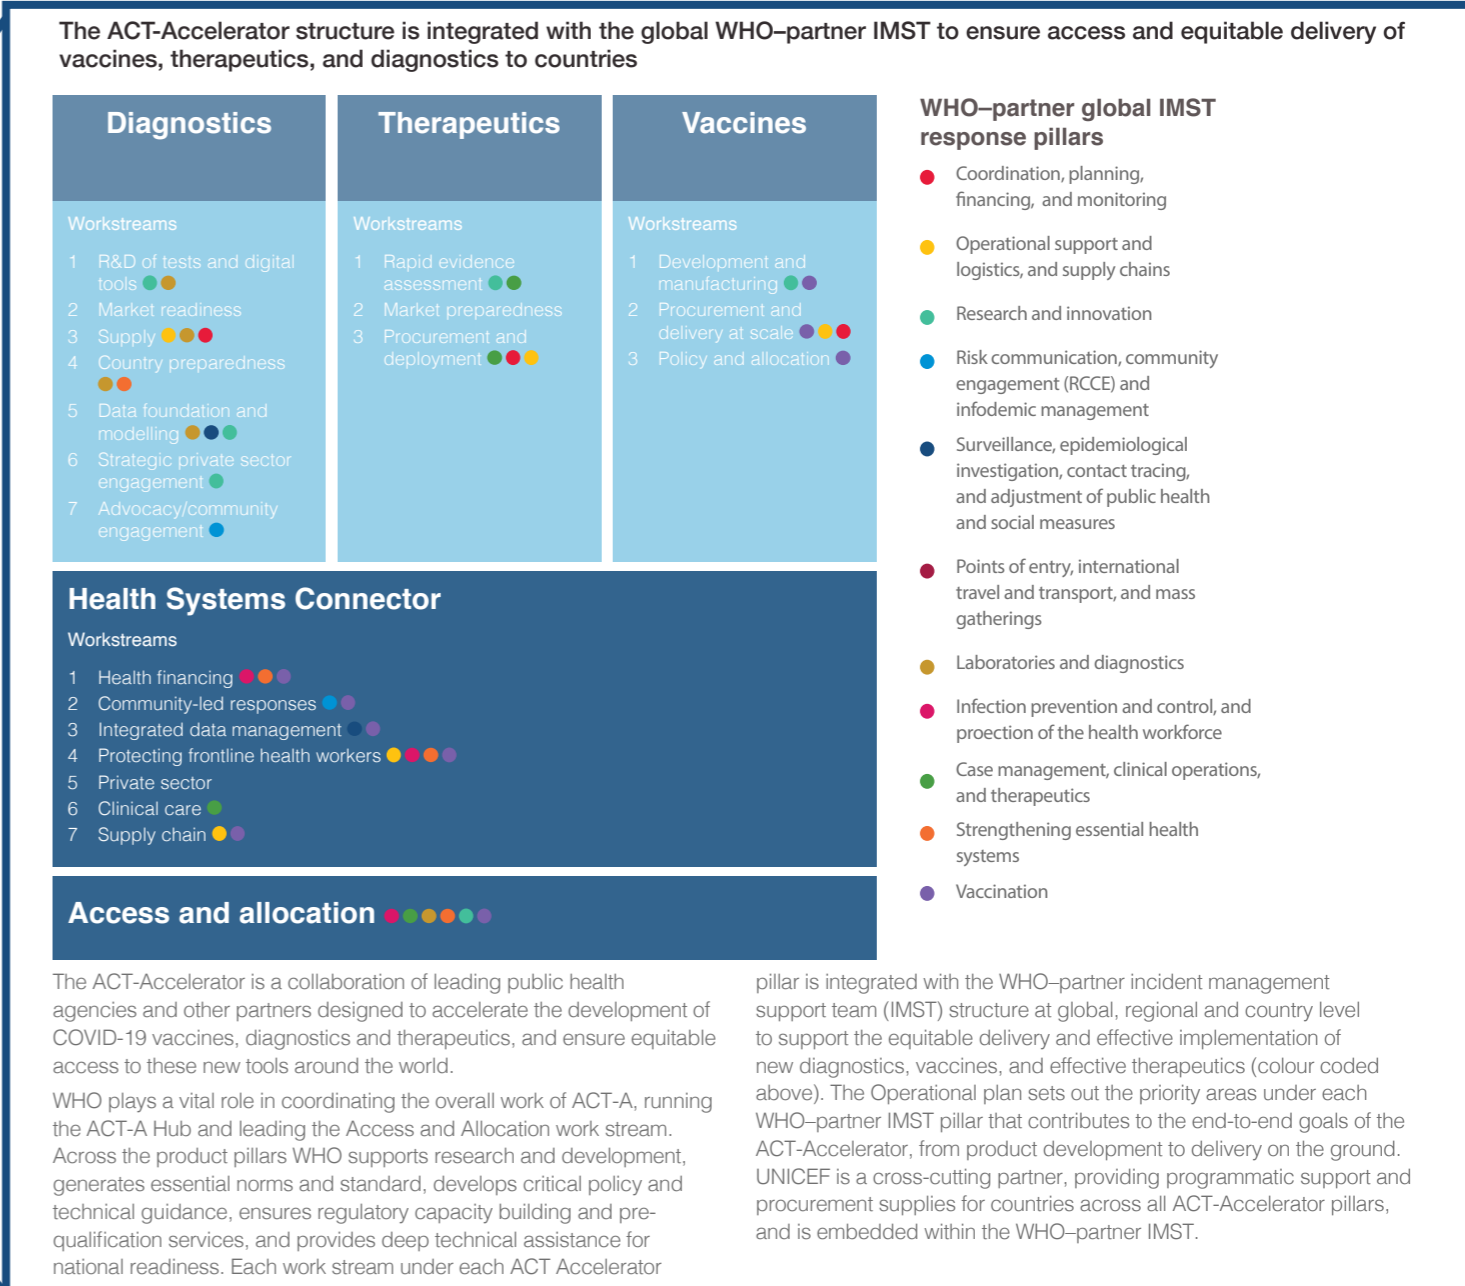 The ACT-Accelerator structure is integrated with the global WHO–partner IMST to ensure access and equitable delivery of
vaccines, therapeutics, and diagnostics to countries
Diagnostics
Workstreams
1 R&D of tests and digital
tools
2 Market readiness
3 Supply
4 Country preparedness
5 Data foundation and
modelling
6 Strategic private sector
engagement
7 Advocacy/community
engagement
Therapeutics
Workstreams
1 Rapid evidence
assessment
2 Market preparedness
3 Procurement and
deployment
Vaccines
Workstreams
1 Development and
manufacturing
2 Procurement and
delivery at scale
3 Policy and allocation
Health Systems Connector
Workstreams
1 Health financing
2 Community-led responses
3 Integrated data management
4 Protecting frontline health workers
5 Private sector
6 Clinical care
7 Supply chain
Access and allocation
WHO–partner global IMST
response pillars
Coordination, planning,
financing, and monitoring
Operational support and
logistics, and supply chains
Research and innovation
Risk communication, community
engagement (RCCE) and
infodemic management
Surveillance, epidemiological
investigation, contact tracing,
and adjustment of public health
and social measures
Points of entry, international
travel and transport, and mass
gatherings
Laboratories and diagnostics
Infection prevention and control, and
proection of the health workforce
Case management, clinical operations,
and therapeutics
Strengthening essential health
systems
Vaccination
The ACT-Accelerator is a collaboration of leading public health
agencies and other partners designed to accelerate the development of
COVID-19 vaccines, diagnostics and therapeutics, and ensure equitable
access to these new tools around the world.
WHO plays a vital role in coordinating the overall work of ACT-A, running
the ACT-A Hub and leading the Access and Allocation work stream.
Across the product pillars WHO supports research and development,
generates essential norms and standard, develops critical policy and
technical guidance, ensures regulatory capacity building and pre-
qualification services, and provides deep technical assistance for
national readiness. Each work stream under each ACT Accelerator
pillar is integrated with the WHO–partner incident management
support team (IMST) structure at global, regional and country level
to support the equitable delivery and effective implementation of
new diagnostics, vaccines, and effective therapeutics (colour coded
above). The Operational plan sets out the priority areas under each
WHO–partner IMST pillar that contributes to the end-to-end goals of the
ACT-Accelerator, from product development to delivery on the ground.
UNICEF is a cross-cutting partner, providing programmatic support and
procurement supplies for countries across all ACT-Accelerator pillars,
and is embedded within the WHO–partner IMST.